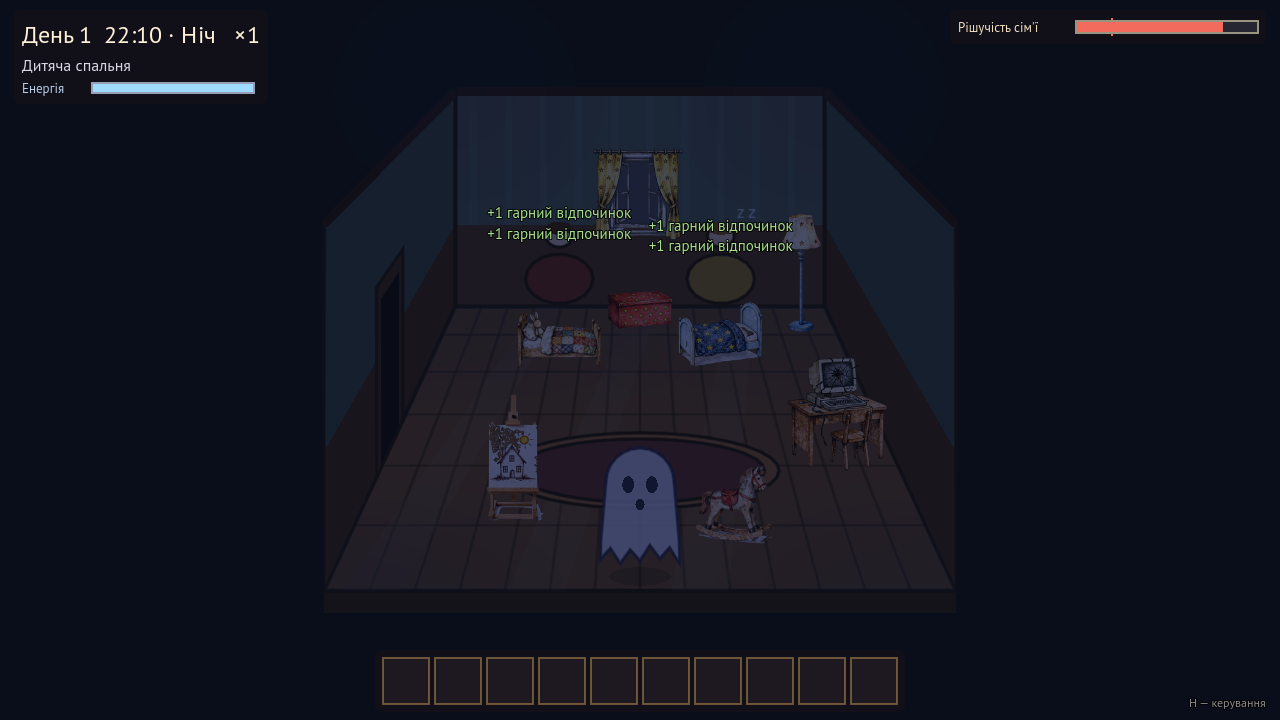 День 1 22:10 · Ніч ×1
Дитяча спальня
Енергія
Рішучість сім'ї
+1 гарний відпочинок
+1 гарний відпочинок
z z
+1 гарний відпочинок
+1 гарний відпочинок
H — керування